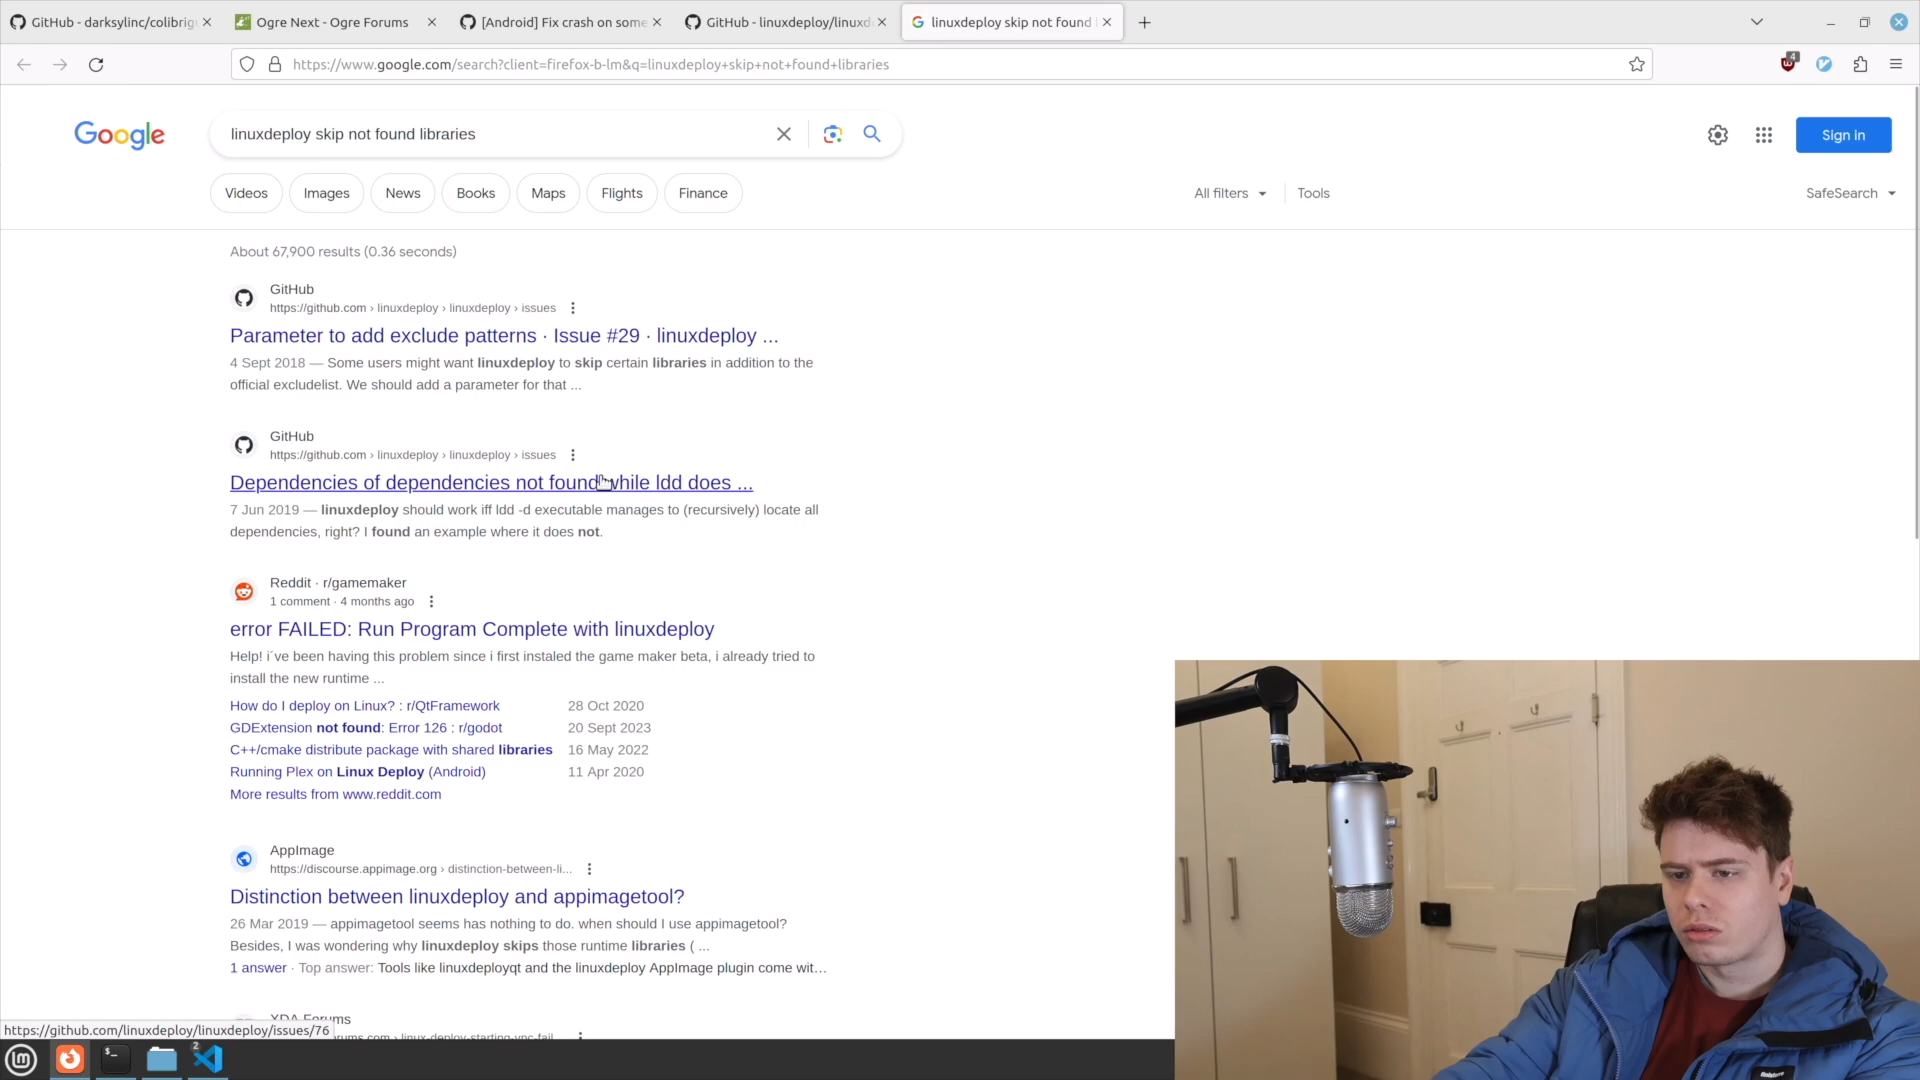 GitHub - darksylinc/colibrig
Ogre Next - Ogre Forums
[Android] Fix crash on some
GitHub - linuxdeploy/linuxd
linuxdeploy skip not found
https://www.google.com/search?client=firefox-b-lm&q=linuxdeploy+skip+not+found+libraries
4
Google
linuxdeploy skip not found libraries
Sign in
Videos
Images
News
Books
Maps
Flights
Finance
All filters
Tools
SafeSearch
About 67,900 results (0.36 seconds)
GitHub
https://github.com › linuxdeploy › linuxdeploy › issues
Parameter to add exclude patterns · Issue #29 · linuxdeploy ...
4 Sept 2018 — Some users might want linuxdeploy to skip certain libraries in addition to the
official excludelist. We should add a parameter for that ...
GitHub
https://github.com › linuxdeploy › linuxdeploy › issues
Dependencies of dependencies not found while ldd does ...
7 Jun 2019 — linuxdeploy should work iff ldd -d executable manages to (recursively) locate all
dependencies, right? I found an example where it does not.
Reddit · r/gamemaker
1 comment · 4 months ago
error FAILED: Run Program Complete with linuxdeploy
Help! i´ve been having this problem since i first instaled the game maker beta, i already tried to
install the new runtime ...
How do I deploy on Linux? : r/QtFramework 28 Oct 2020
GDExtension not found: Error 126 : r/godot 20 Sept 2023
C++/cmake distribute package with shared libraries 16 May 2022
Running Plex on Linux Deploy (Android) 11 Apr 2020
More results from www.reddit.com
AppImage
https://discourse.appimage.org › distinction-between-li...
Distinction between linuxdeploy and appimagetool?
26 Mar 2019 — appimagetool seems has nothing to do. when should I use appimagetool?
Besides, I was wondering why linuxdeploy skips those runtime libraries ( ...
1 answer · Top answer: Tools like linuxdeployqt and the linuxdeploy AppImage plugin come wit...
XDA Forums
rums.com › linux-deploy-starting-vnc-fail...
https://github.com/linuxdeploy/linuxdeploy/issues/76
2